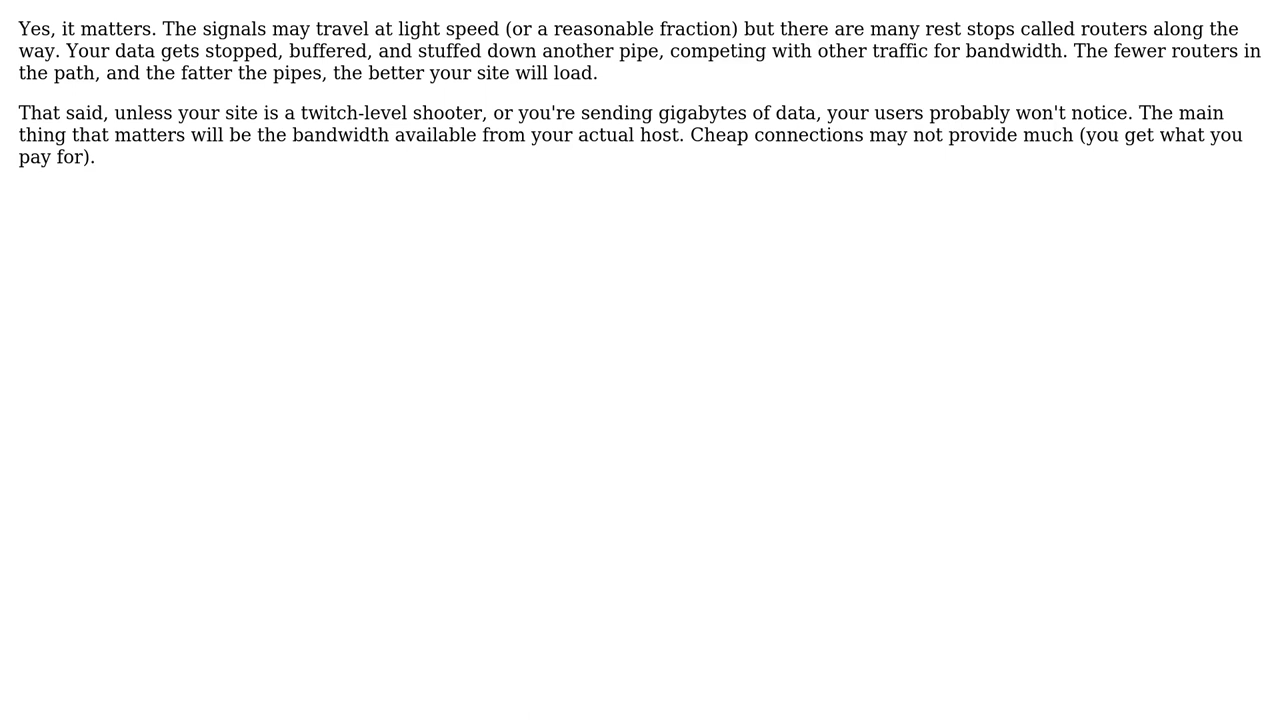 Yes, it matters. The signals may travel at light speed (or a reasonable fraction) but there are many rest stops called routers along the
way. Your data gets stopped, buffered, and stuffed down another pipe, competing with other traffic for bandwidth. The fewer routers in
the path, and the fatter the pipes, the better your site will load.
That said, unless your site is a twitch-level shooter, or you're sending gigabytes of data, your users probably won't notice. The main
thing that matters will be the bandwidth available from your actual host. Cheap connections may not provide much (you get what you
pay for).